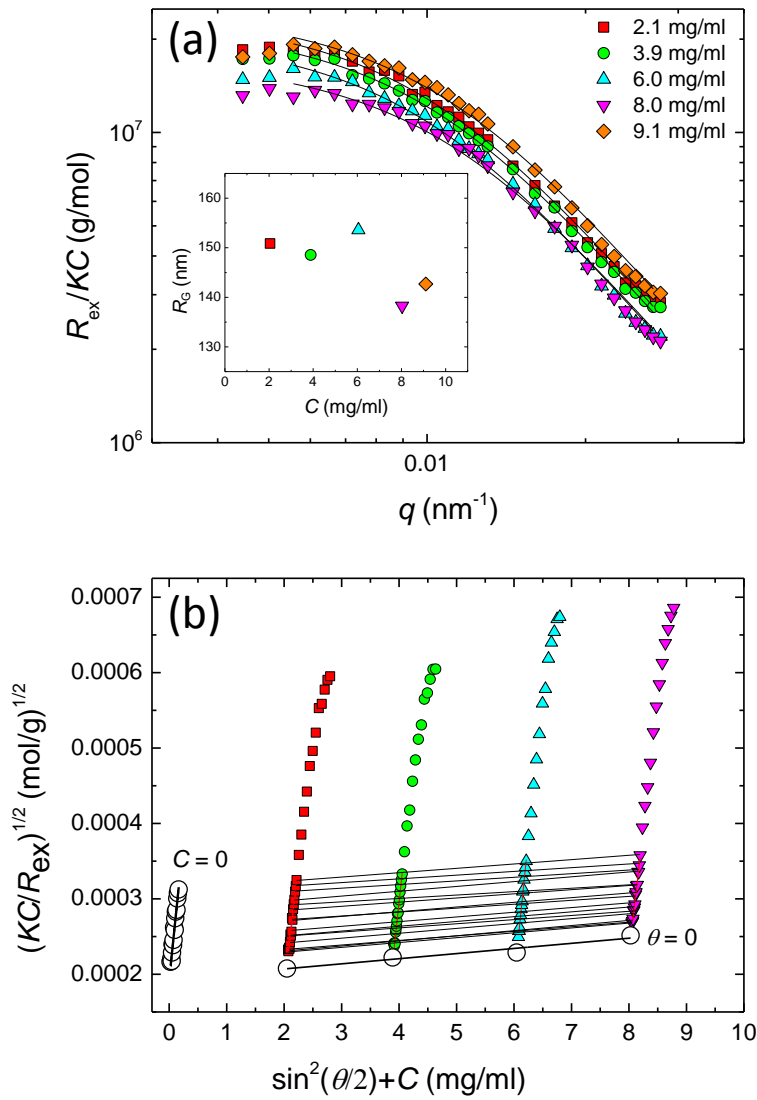 (a)
2.1 mg/ml
3.9 mg/ml
6.0 mg/ml
8.0 mg/ml
9.1 mg/ml
10⁷
10⁶
R_ex/KC (g/mol)
160
150
140
130
R_G (nm)
0 2 4 6 8 10
C (mg/ml)
0.01
q (nm⁻¹)
(b)
0.0007
0.0006
0.0005
0.0004
0.0003
0.0002
(KC/R_ex)^1/2 (mol/g)^1/2
C = 0
θ = 0
0 1 2 3 4 5 6 7 8 9 10
sin²(θ/2)+C (mg/ml)